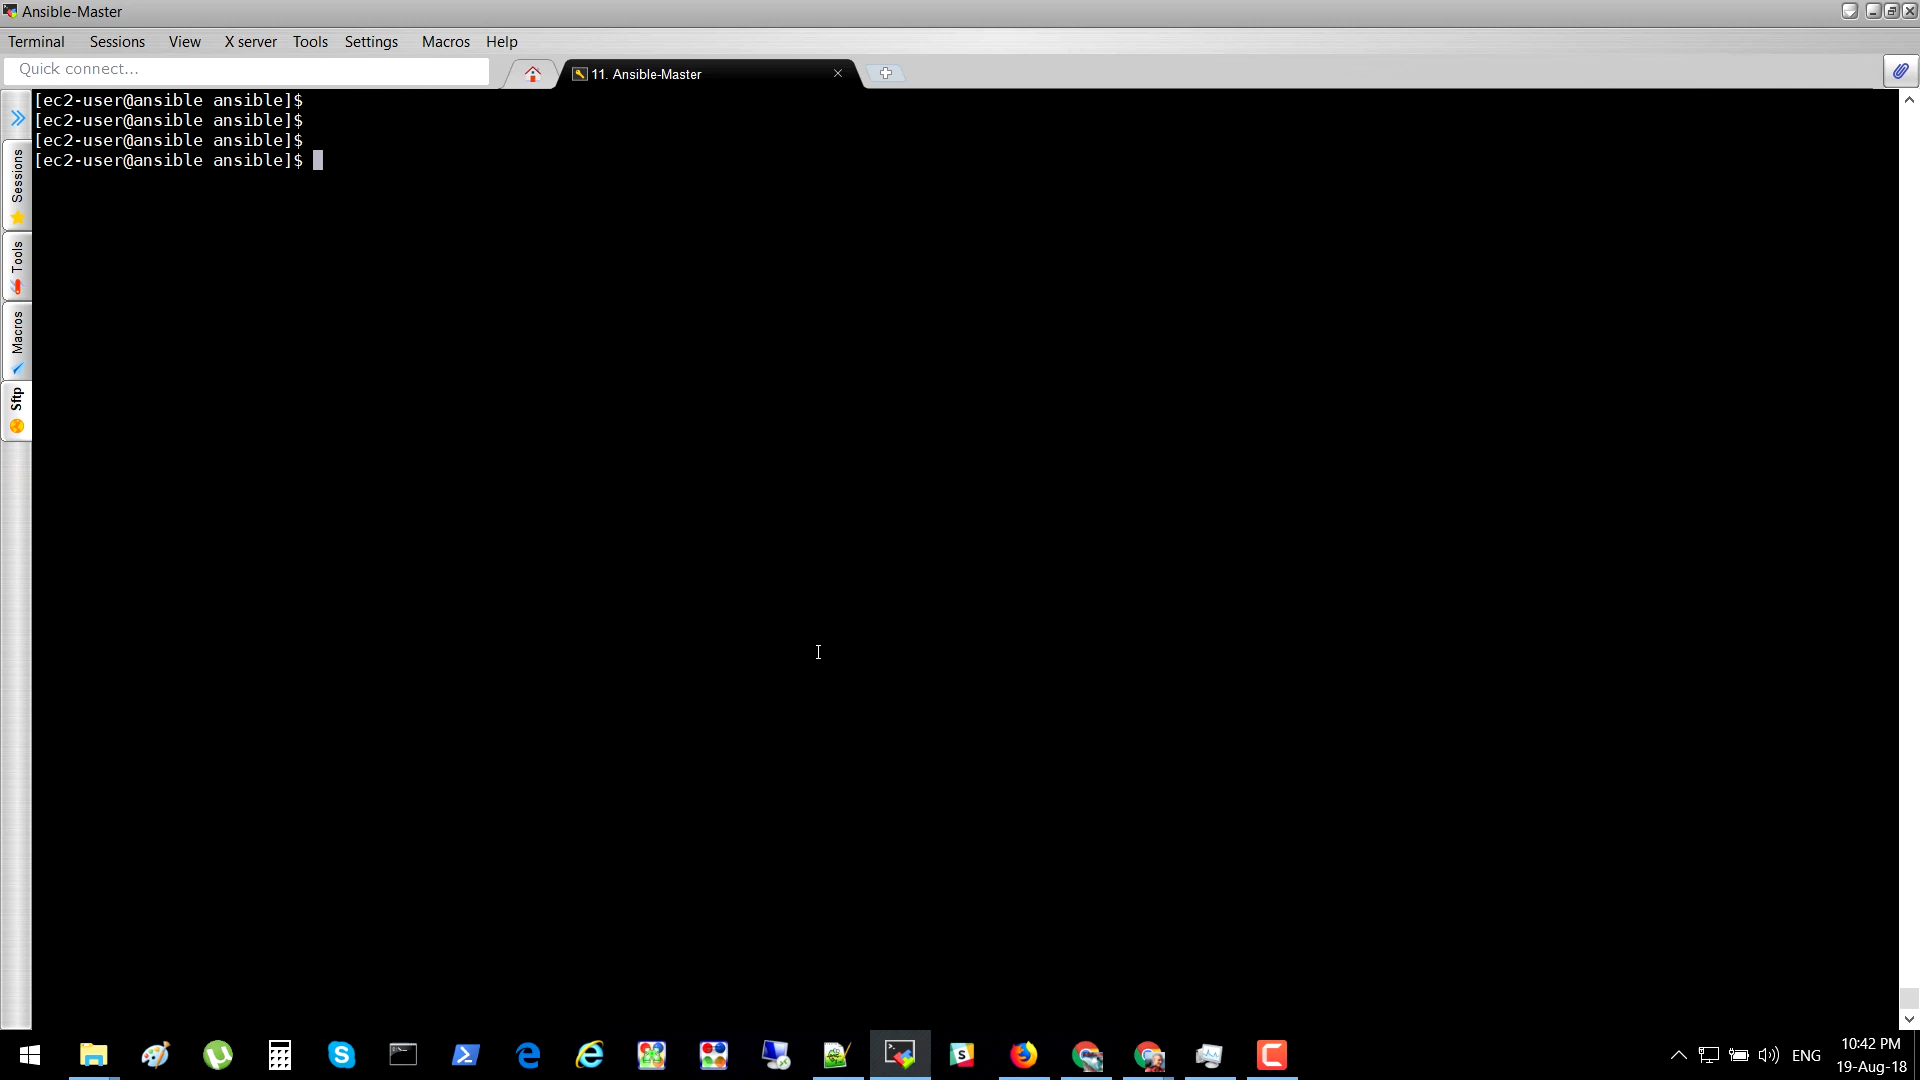 Ansible-Master
Terminal Sessions View X server Tools Settings Macros Help
Quick connect... 11. Ansible-Master
[ec2-user@ansible ansible]$
[ec2-user@ansible ansible]$
[ec2-user@ansible ansible]$
[ec2-user@ansible ansible]$
Sessions
Tools
Macros
Sftp
ENG
10:42 PM
19-Aug-18